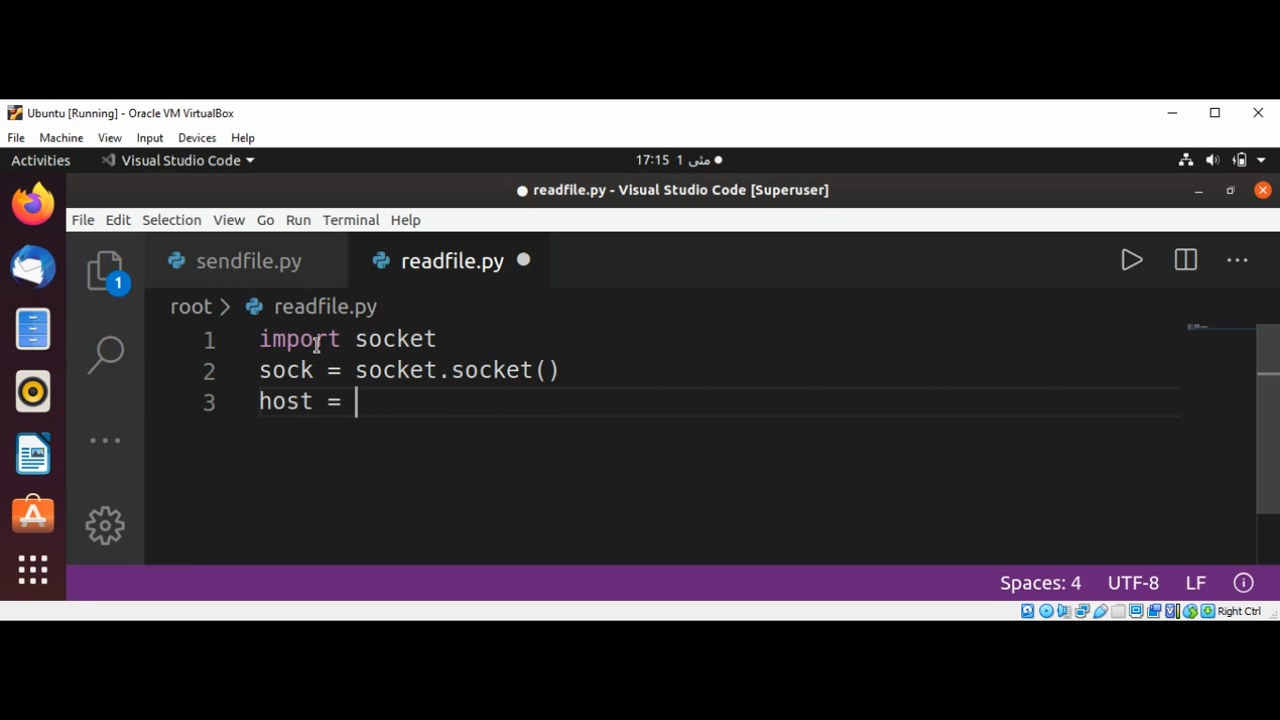 Ubuntu [Running] - Oracle VM VirtualBox
File Machine View Input Devices Help
Activities Visual Studio Code 17:15 1 مئی
readfile.py - Visual Studio Code [Superuser]
File Edit Selection View Go Run Terminal Help
sendfile.py readfile.py
1
root > readfile.py
1 import socket
2 sock = socket.socket()
3 host =
Spaces: 4 UTF-8 LF
Right Ctrl